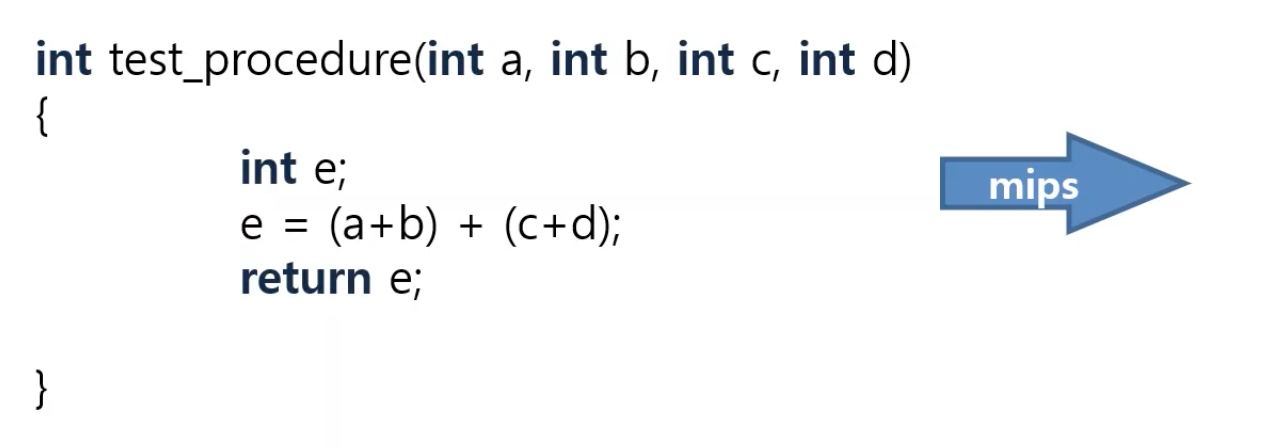 int test_procedure(int a, int b, int c, int d)
{
int e;
e = (a+b) + (c+d);
return e;
}
mips